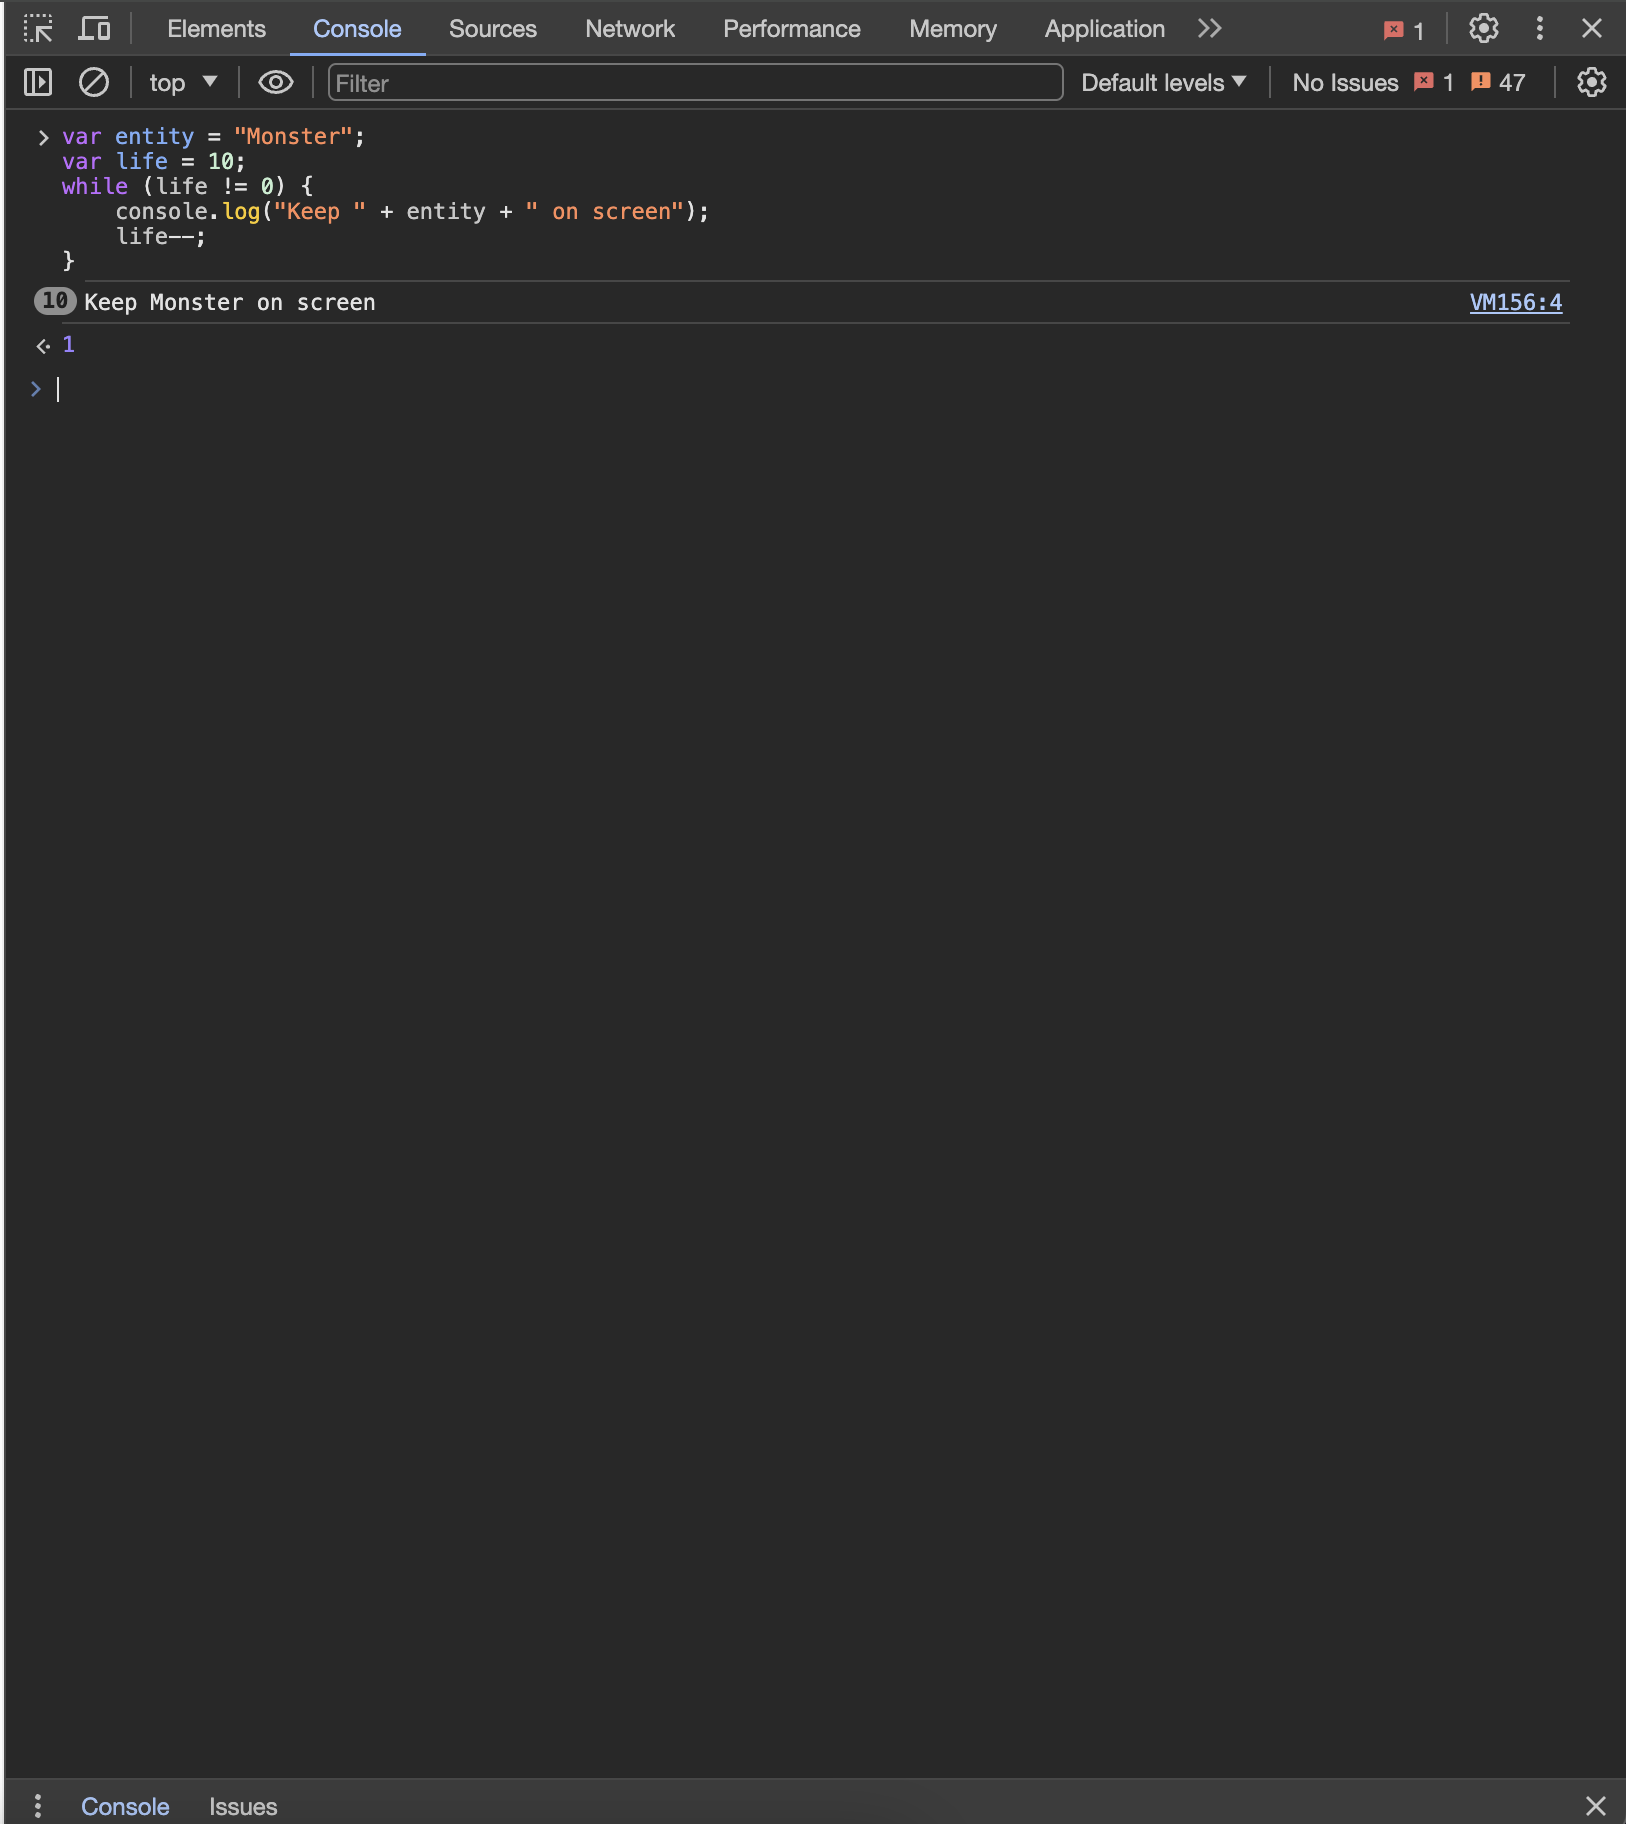 Elements Console Sources Network Performance Memory Application 1
top Filter Default levels No Issues 1 47
var entity = "Monster";
var life = 10;
while (life != 0) {
    console.log("Keep " + entity + " on screen");
    life--;
}
10 Keep Monster on screen VM156:4
1
Console Issues